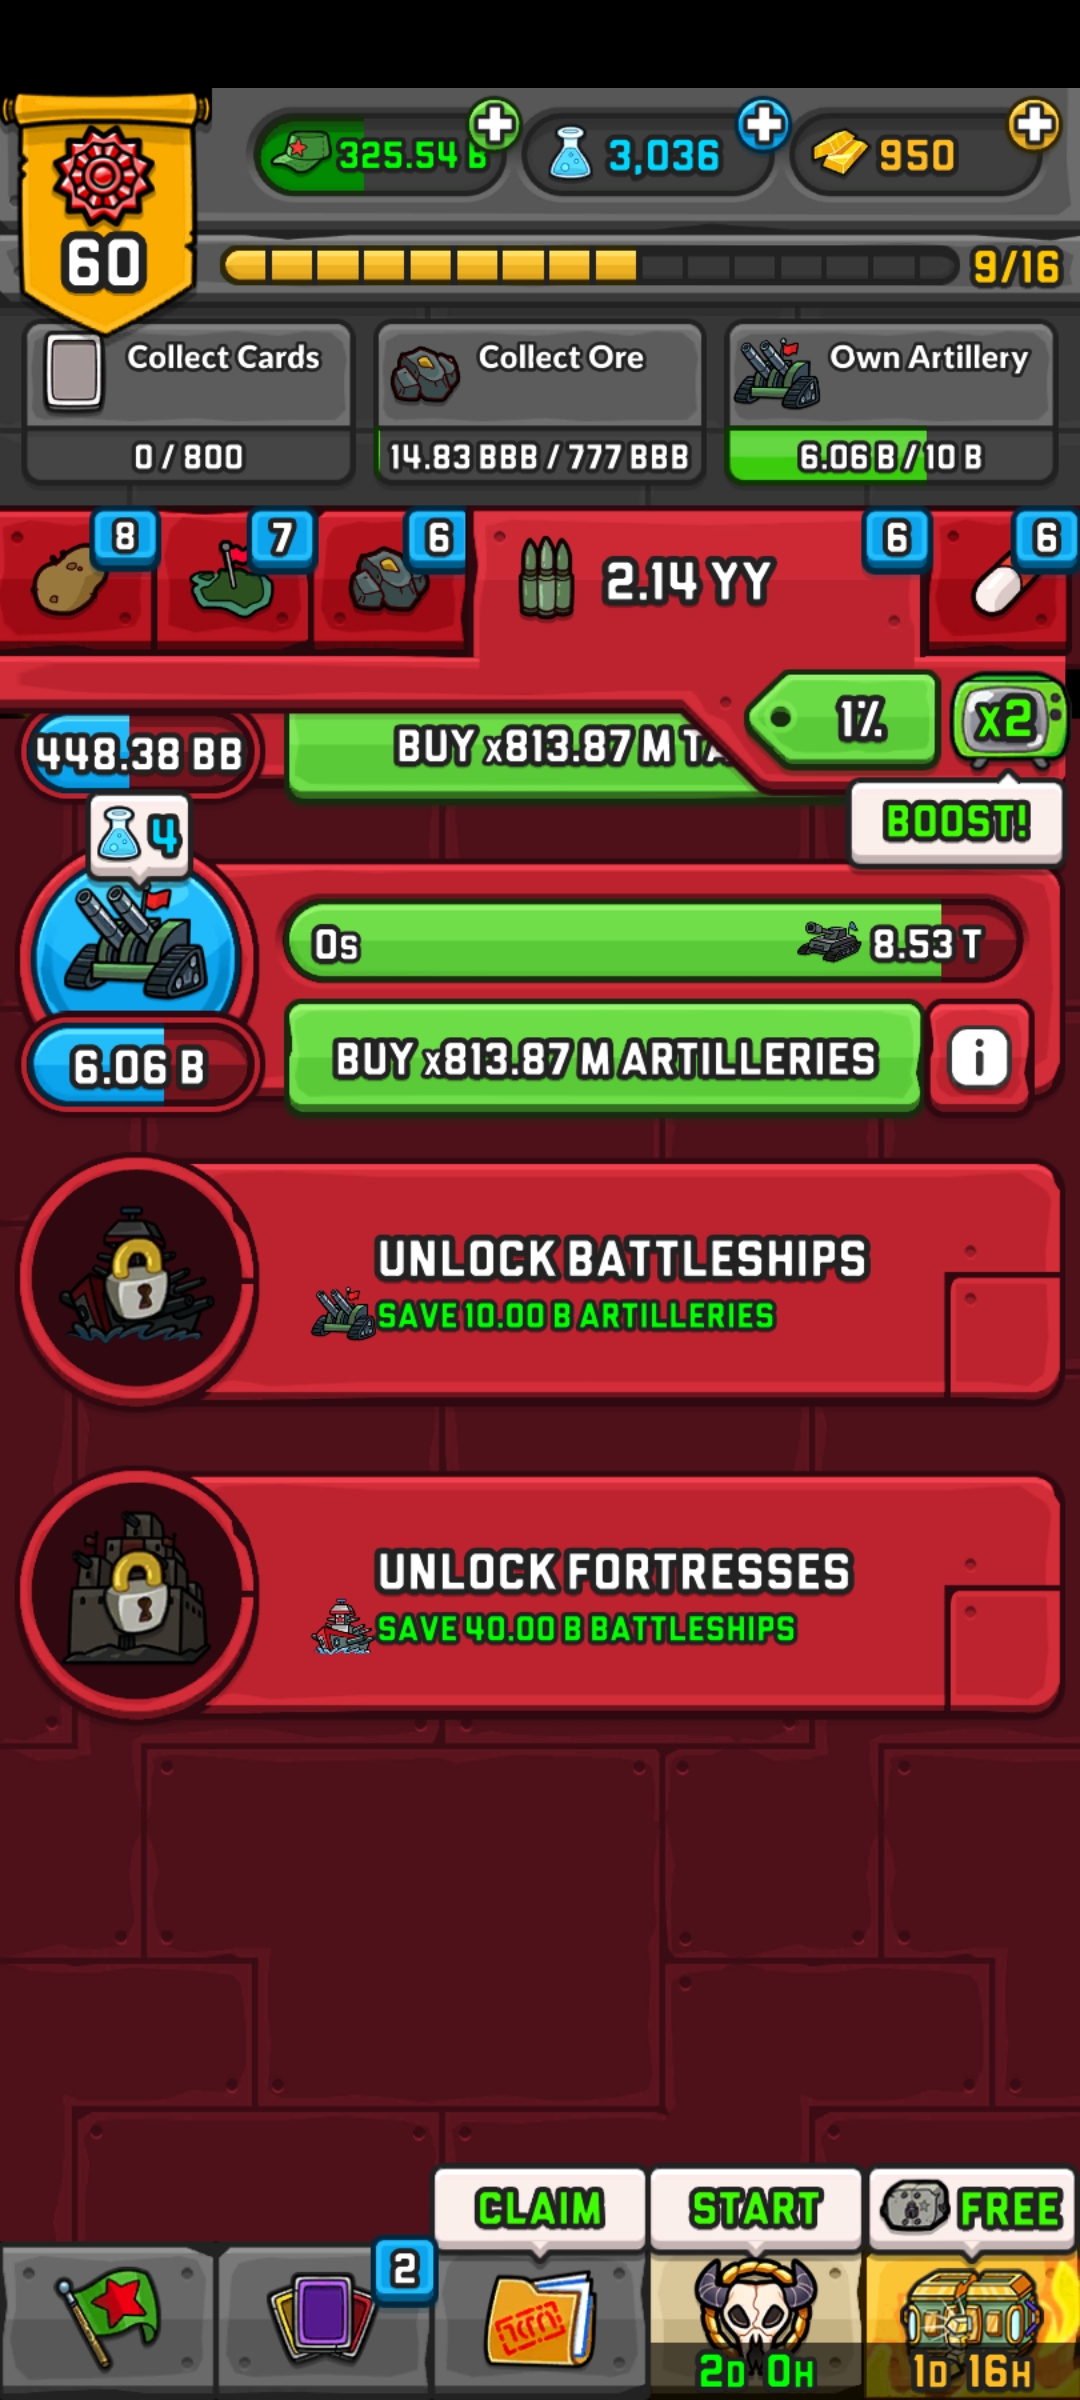 325.54 B
3,036
950
60
9/16
Collect Cards
Collect Ore
Own Artillery
0 / 800
14.83 BBB / 777 BBB
6.06 B / 10 B
8
7
6
2.14 YY
6
6
1%
x2
448.38 BB
BUY x813.87 M TA
BOOST!
4
0s
8.53 T
6.06 B
BUY x813.87 M ARTILLERIES
i
UNLOCK BATTLESHIPS
SAVE 10.00 B ARTILLERIES
UNLOCK FORTRESSES
SAVE 40.00 B BATTLESHIPS
CLAIM
START
FREE
2
2D 0H
1D 16H